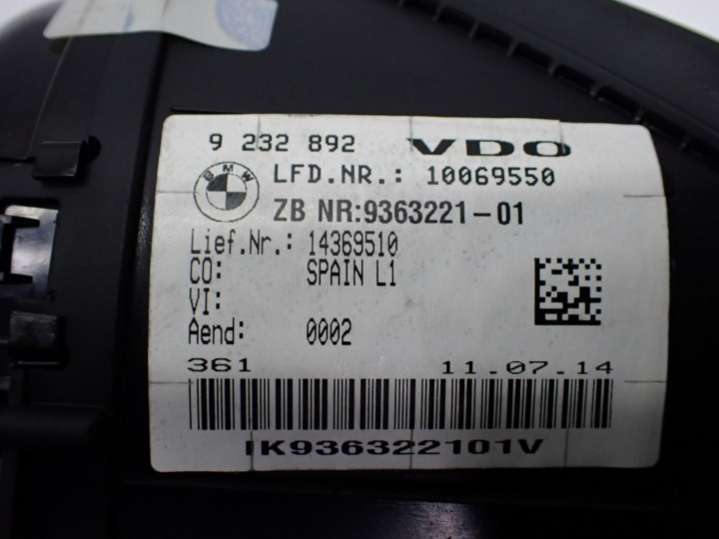 9 232 892 VDO
BMW
LFD.NR.: 10069550
ZB NR:9363221-01
Lief.Nr.: 14369510
CO: SPAIN L1
VI:
Aend: 0002
361 11.07.14
IK936322101V